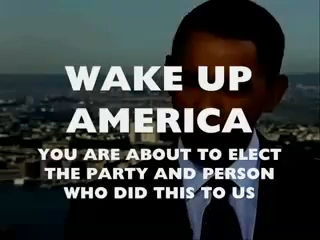 WAKE UP
AMERICA
YOU ARE ABOUT TO ELECT
THE PARTY AND PERSON
WHO DID THIS TO US